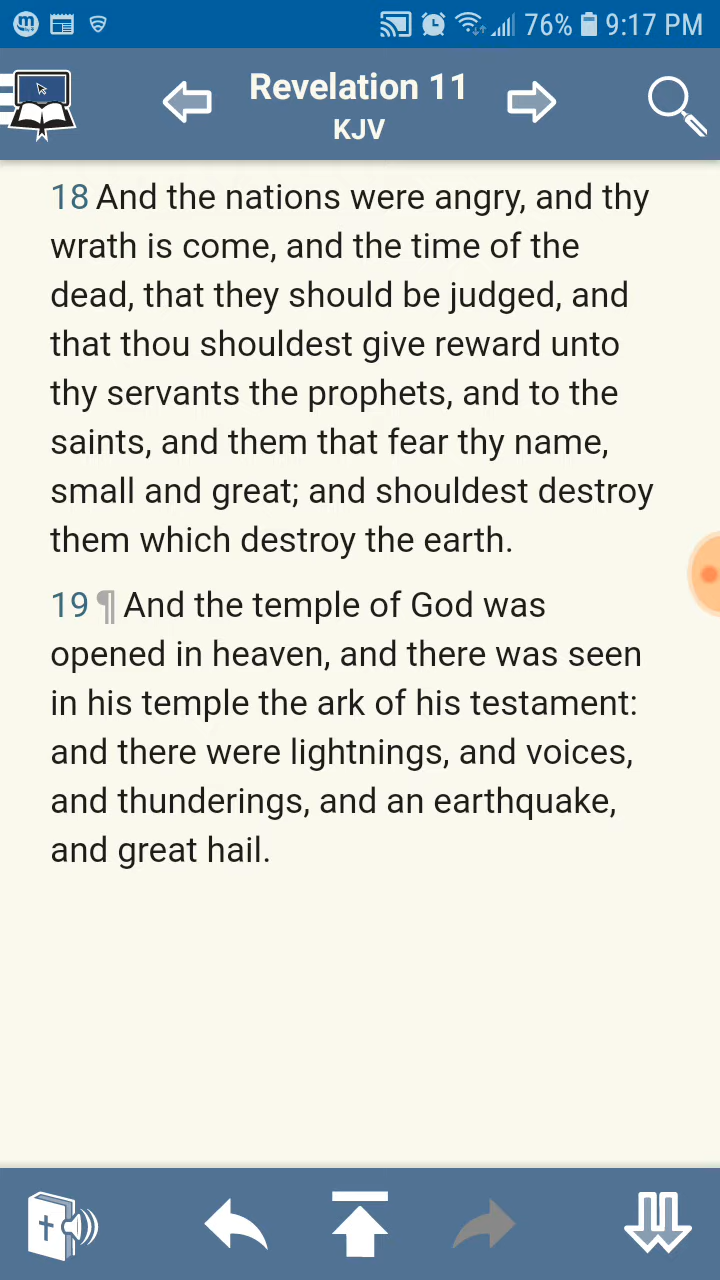 76% 9:17 PM
Revelation 11
KJV
18 And the nations were angry, and thy
wrath is come, and the time of the
dead, that they should be judged, and
that thou shouldest give reward unto
thy servants the prophets, and to the
saints, and them that fear thy name,
small and great; and shouldest destroy
them which destroy the earth.
19 ¶ And the temple of God was
opened in heaven, and there was seen
in his temple the ark of his testament:
and there were lightnings, and voices,
and thunderings, and an earthquake,
and great hail.